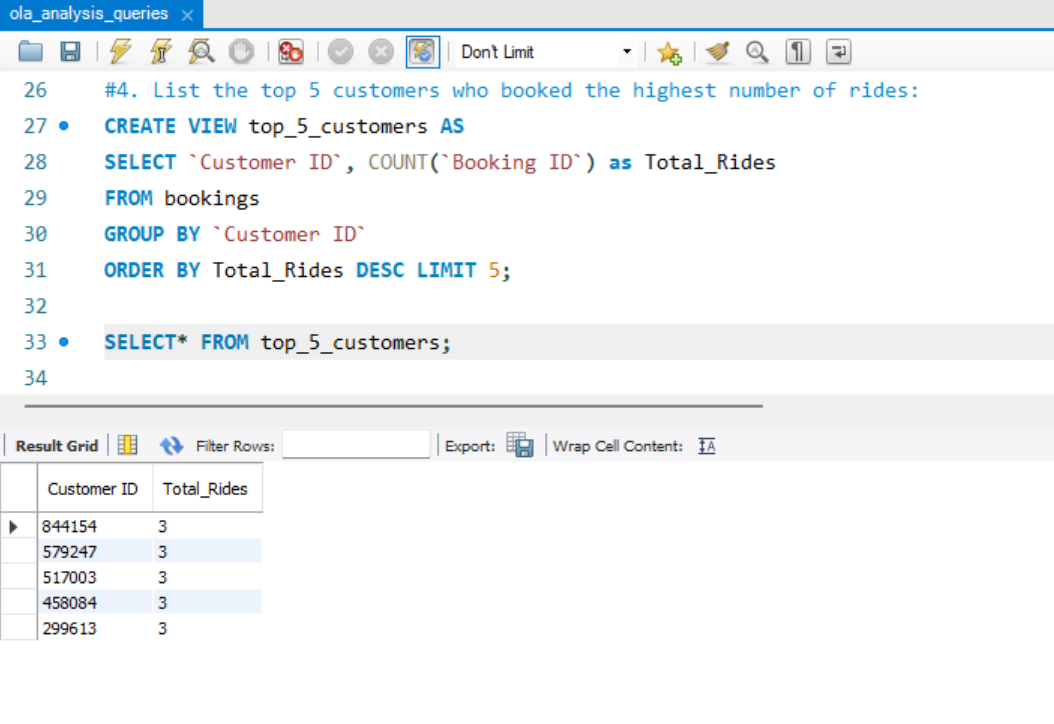 ola_analysis_queries
Don't Limit
26 #4. List the top 5 customers who booked the highest number of rides:
27 CREATE VIEW top_5_customers AS
28 SELECT `Customer ID`, COUNT(`Booking ID`) as Total_Rides
29 FROM bookings
30 GROUP BY `Customer ID`
31 ORDER BY Total_Rides DESC LIMIT 5;
32
33 SELECT* FROM top_5_customers;
34
Result Grid Filter Rows: Export: Wrap Cell Content: IA
Customer ID Total_Rides
844154 3
579247 3
517003 3
458084 3
299613 3